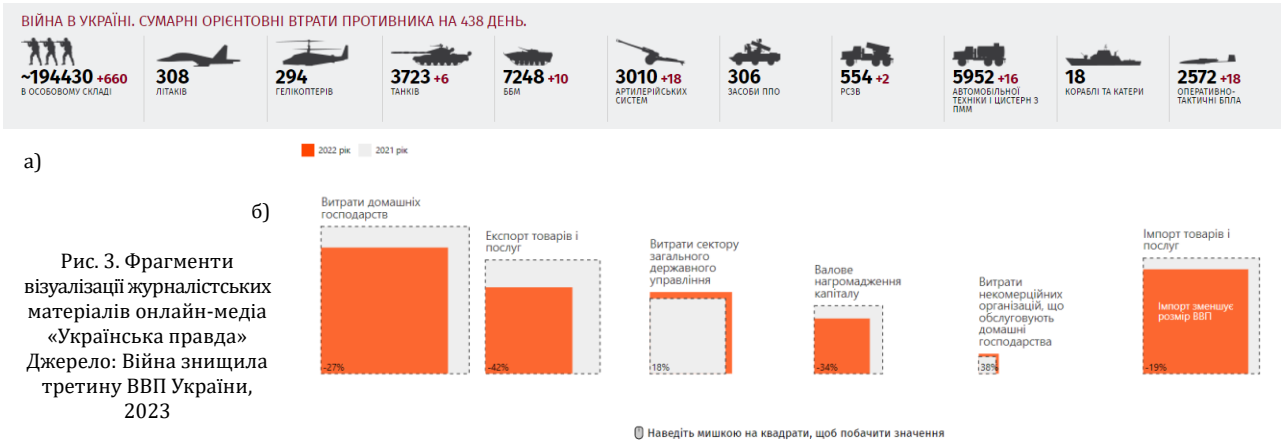 ВІЙНА В УКРАЇНІ. СУМАРНІ ОРІЄНТОВНІ ВТРАТИ ПРОТИВНИКА НА 438 ДЕНЬ.
~194430 +660
В ОСОБОВОМУ СКЛАДІ
308
ЛІТАКІВ
294
ГЕЛІКОПТЕРІВ
3723 +6
ТАНКІВ
7248 +10
ББМ
3010 +18
АРТИЛЕРІЙСЬКИХ
СИСТЕМ
306
ЗАСОБИ ППО
554 +2
РСЗВ
5952 +16
АВТОМОБІЛЬНОЇ
ТЕХНІКИ І ЦИСТЕРН З
ПММ
18
КОРАБЛІ ТА КАТЕРИ
2572 +18
ОПЕРАТИВНО-
ТАКТИЧНІ БПЛА
а)
2022 рік
2021 рік
б)
Рис. 3. Фрагменти
візуалізації журналістських
матеріалів онлайн-медіа
«Українська правда»
Джерело: Війна знищила
третину ВВП України,
2023
Витрати домашніх
господарств
-27%
Експорт товарів і
послуг
-42%
Витрати сектору
загального
державного
управління
18%
Валове
нагромадження
капіталу
-34%
Витрати
некомерційних
організацій, що
обслуговують
домашні
господарства
38%
Імпорт товарів і
послуг
Імпорт зменшує
розмір ВВП
-19%
Наведіть мишкою на квадрати, щоб побачити значення